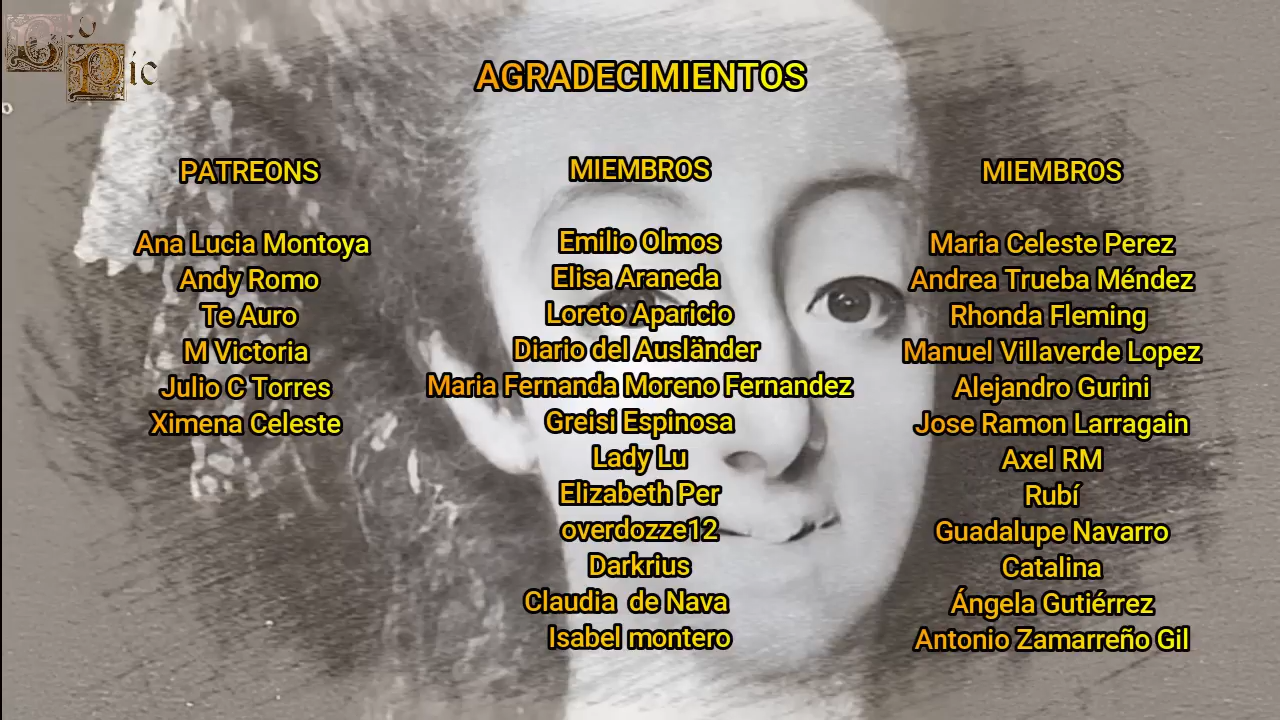 AGRADECIMIENTOS
PATREONS
Ana Lucia Montoya
Andy Romo
Te Auro
M Victoria
Julio C Torres
Ximena Celeste
MIEMBROS
Emilio Olmos
Elisa Araneda
Loreto Aparicio
Diario del Ausländer
Maria Fernanda Moreno Fernandez
Greisi Espinosa
Lady Lu
Elizabeth Per
overdozze12
Darkrius
Claudia de Nava
Isabel montero
MIEMBROS
Maria Celeste Perez
Andrea Trueba Méndez
Rhonda Fleming
Manuel Villaverde Lopez
Alejandro Gurini
Jose Ramon Larragain
Axel RM
Rubí
Guadalupe Navarro
Catalina
Ángela Gutiérrez
Antonio Zamarreño Gil